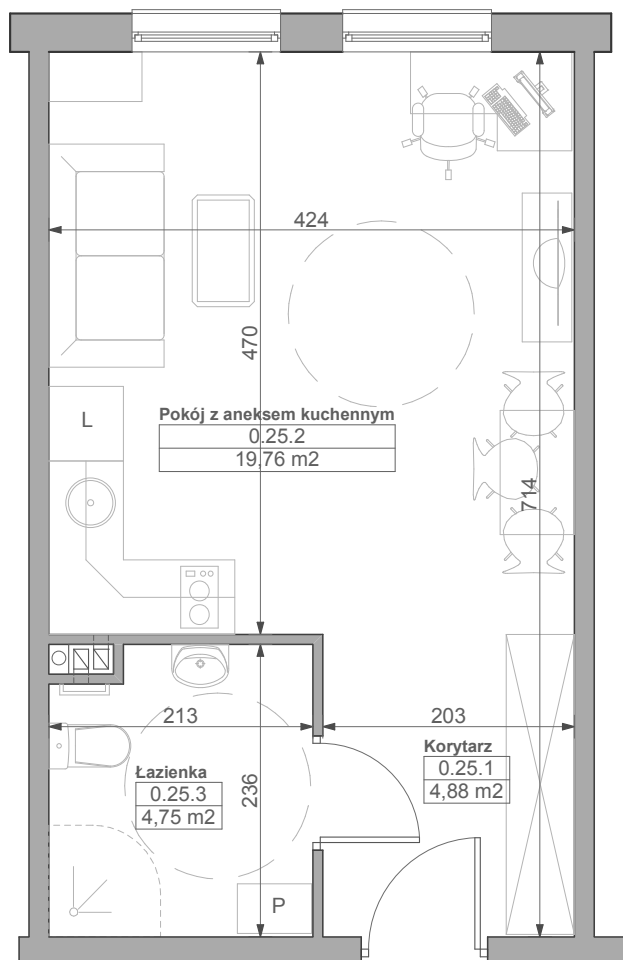 424
470
L
Pokój z aneksem kuchennym
0.25.2
19,76 m2
714
213
203
Korytarz
0.25.1
4,88 m2
Łazienka
0.25.3
4,75 m2
236
P